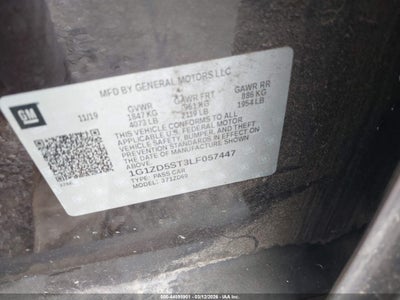 MFD BY GENERAL MOTORS LLC
GM 11/19 GVWR GAWR FRT GAWR RR
1847 KG 961 KG 886 KG
4073 LB 2119 LB 1954 LB
THIS VEHICLE CONFORMS TO ALL APPLICABLE U.S. FEDERAL MOTOR
VEHICLE SAFETY, BUMPER, AND THEFT PREVENTION STANDARDS IN
EFFECT ON THE DATE OF MANUFACTURE SHOWN
ABOVE.
1G1ZD5ST3LF057447
TYPE: PASS CAR
MODEL: 371ZD69